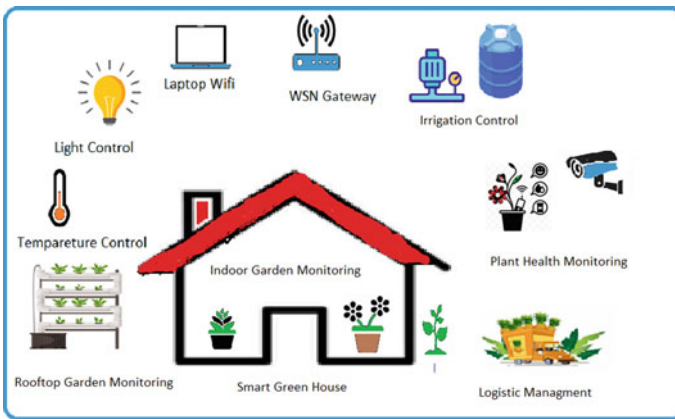 Laptop Wifi
WSN Gateway
Irrigation Control
Light Control
Tempareture Control
Indoor Garden Monitoring
Plant Health Monitoring
Rooftop Garden Monitoring
Smart Green House
Logistic Managment